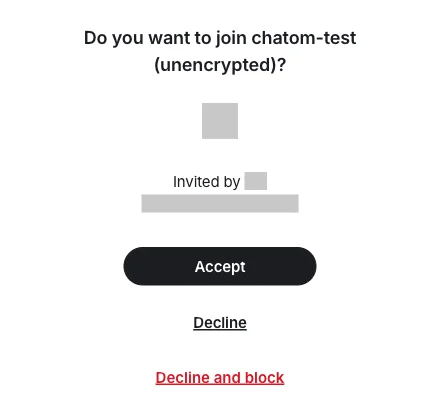 Do you want to join chatom-test
(unencrypted)?
Invited by
Accept
Decline
Decline and block